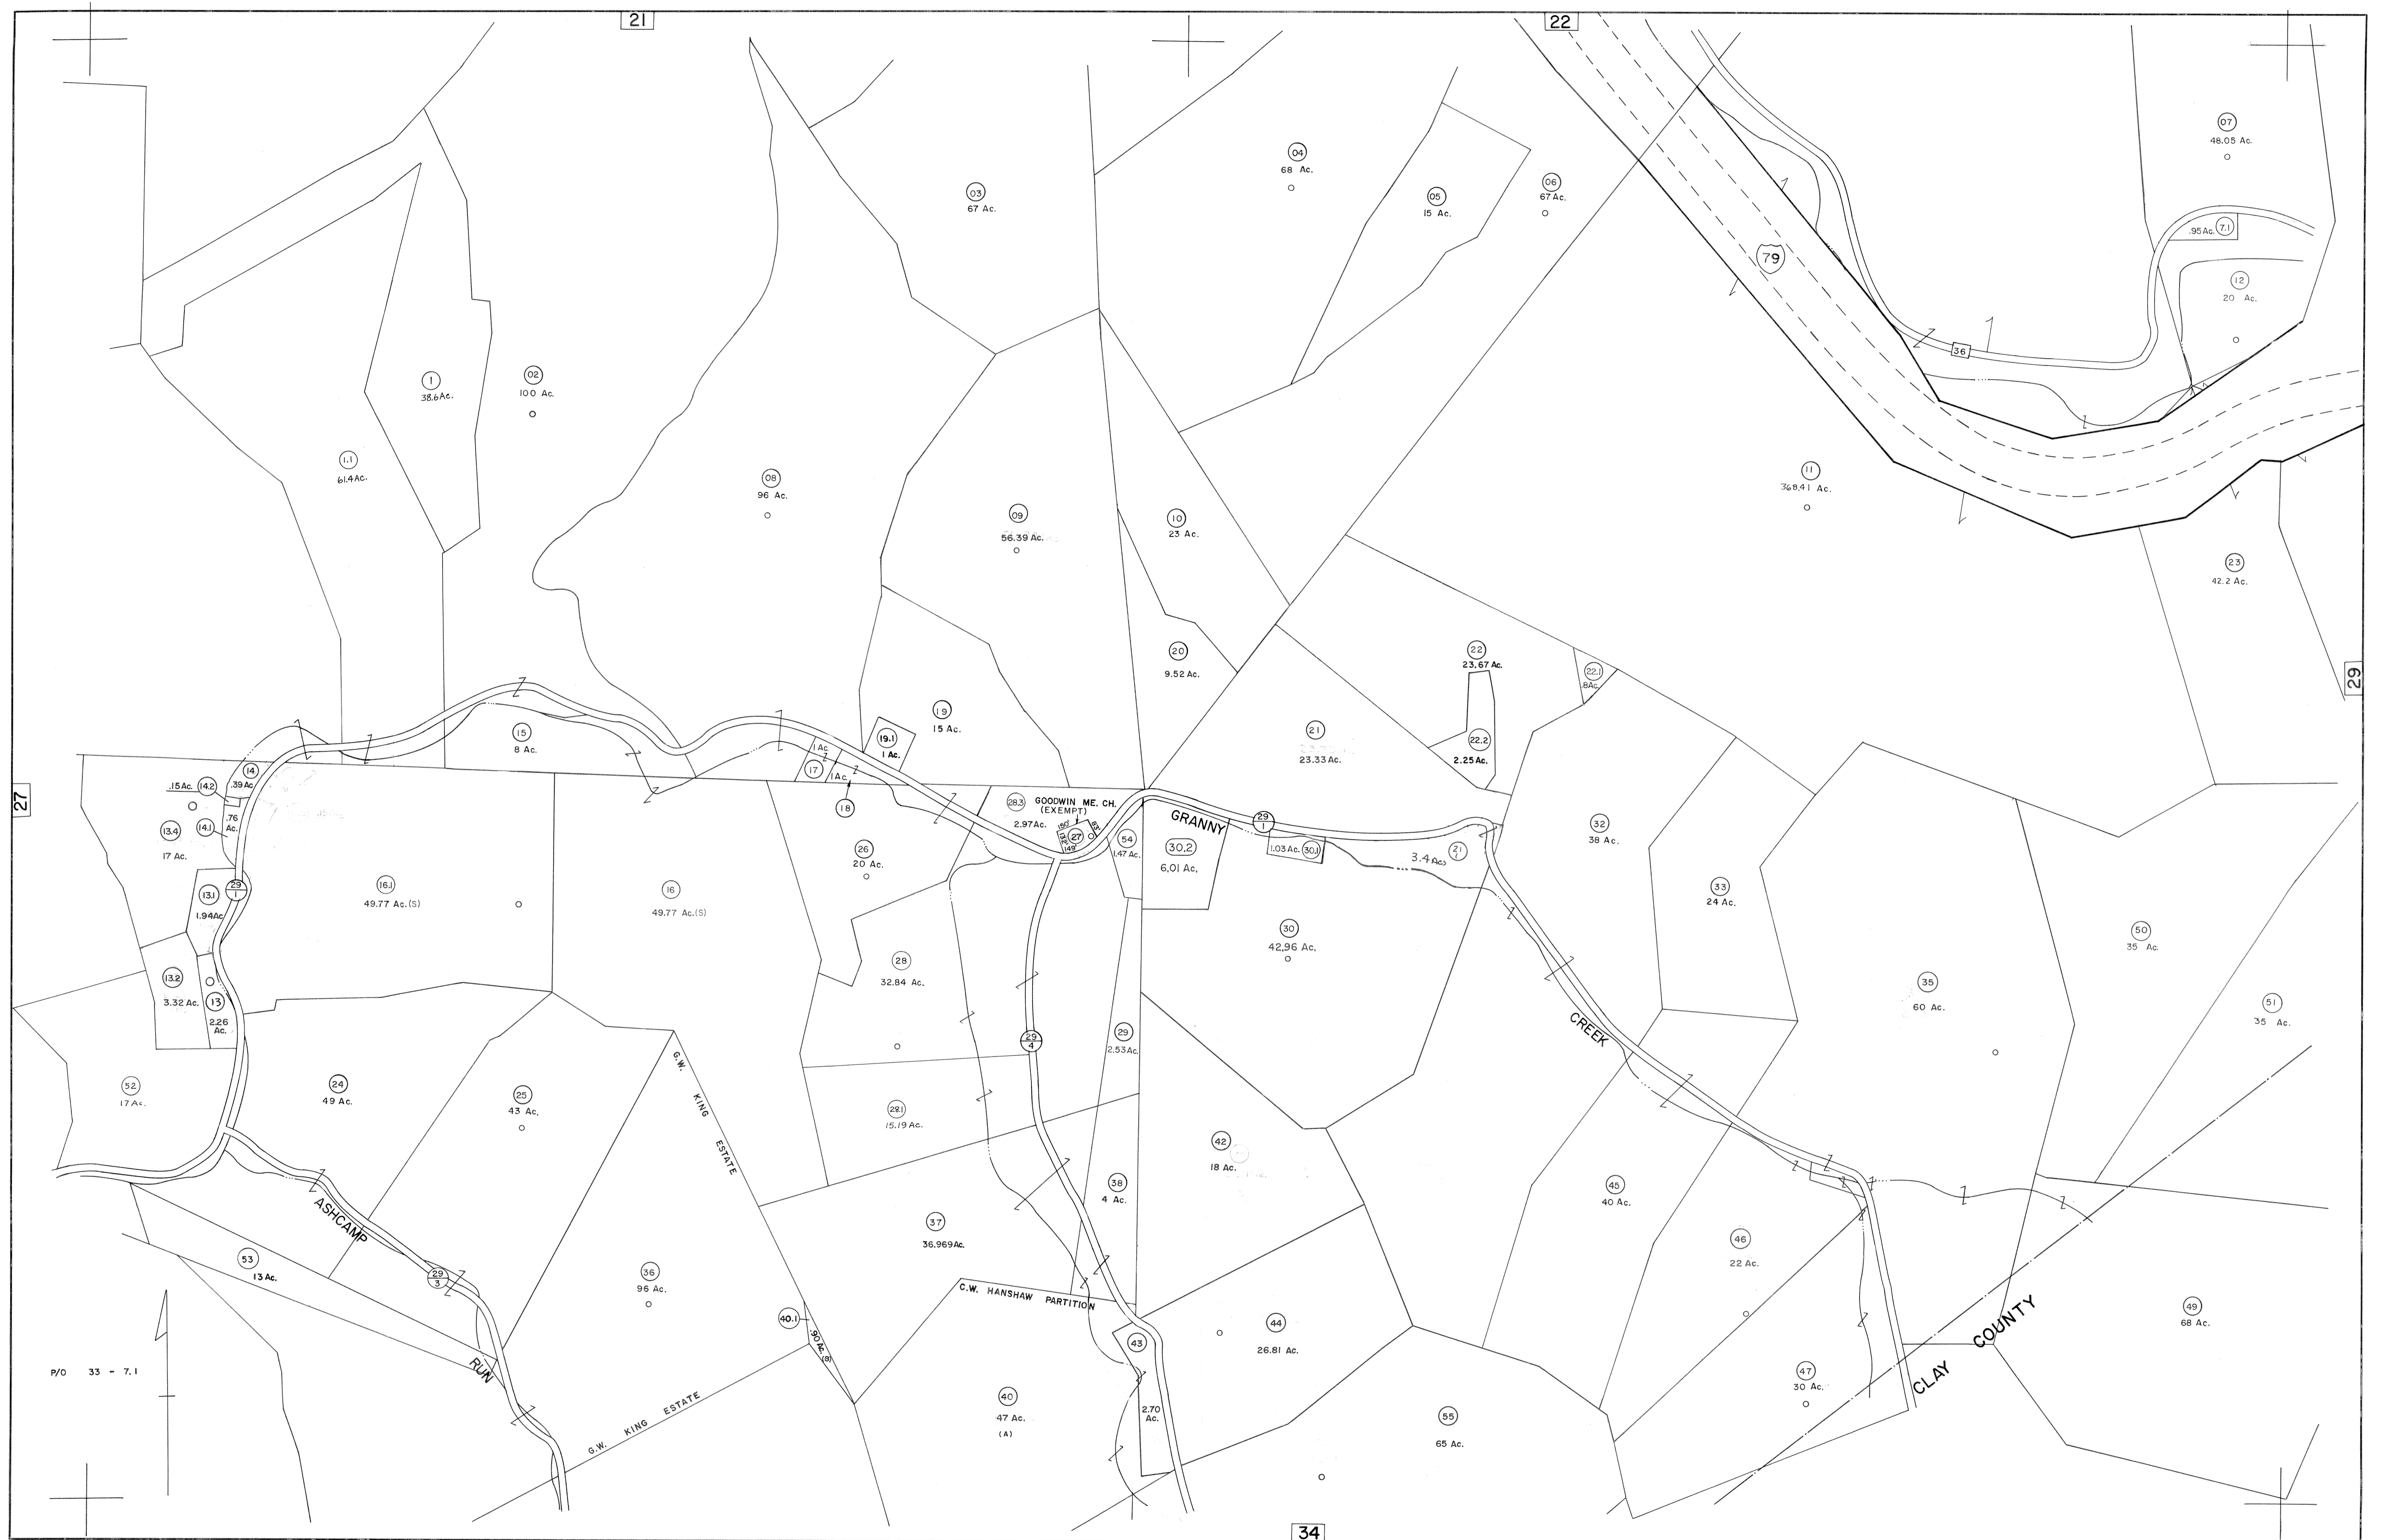 21
22
07
48.05 Ac.
04
68 Ac.
03
67 Ac.
05
15 Ac.
06
67 Ac.
.95 Ac.
7.1
79
12
20 Ac.
36
1
38.6 Ac.
02
100 Ac.
1.1
61.4 Ac.
08
96 Ac.
09
56.39 Ac.
10
23 Ac.
11
368.41 Ac.
23
42.2 Ac.
20
9.52 Ac.
22
23.67 Ac.
22.1
.8 Ac.
29
19
15 Ac.
19.1
1 Ac.
15
8 Ac.
21
23.33 Ac.
22.2
2.25 Ac.
1 Ac.
17
1 Ac.
18
14
.39 Ac
.15 Ac.
14.2
27
.76
Ac.
14.1
13.4
17 Ac.
28.3
2.97 Ac.
GOODWIN ME. CH.
(EXEMPT)
150'
83'
132'
149'
27
54
1.47 Ac.
GRANNY
29
1
30.2
6.01 Ac.
1.03 Ac.
30.1
3.4 Ac
21
1
32
38 Ac.
33
24 Ac.
26
20 Ac.
16.1
49.77 Ac.(S)
16
49.77 Ac.(S)
29
1
13.1
1.94 Ac
30
42.96 Ac.
50
35 Ac.
28
32.84 Ac.
13.2
3.32 Ac.
13
2.26
Ac.
35
60 Ac.
51
35 Ac.
29
4
29
2.53 Ac.
CREEK
52
17 Ac.
24
49 Ac.
25
43 Ac.
G.W. KING ESTATE
28.1
15.19 Ac.
42
18 Ac.
38
4 Ac.
45
40 Ac.
37
36.969 Ac.
46
22 Ac.
ASHCAMP
53
13 Ac.
29
3
36
96 Ac.
C.W. HANSHAW PARTITION
40.1
.90 Ac.
(B)
43
44
26.81 Ac.
49
68 Ac.
CLAY COUNTY
P/O 33 - 7.1
RUN
47
30 Ac.
G.W. KING ESTATE
40
47 Ac.
(A)
2.70
Ac.
55
65 Ac.
34